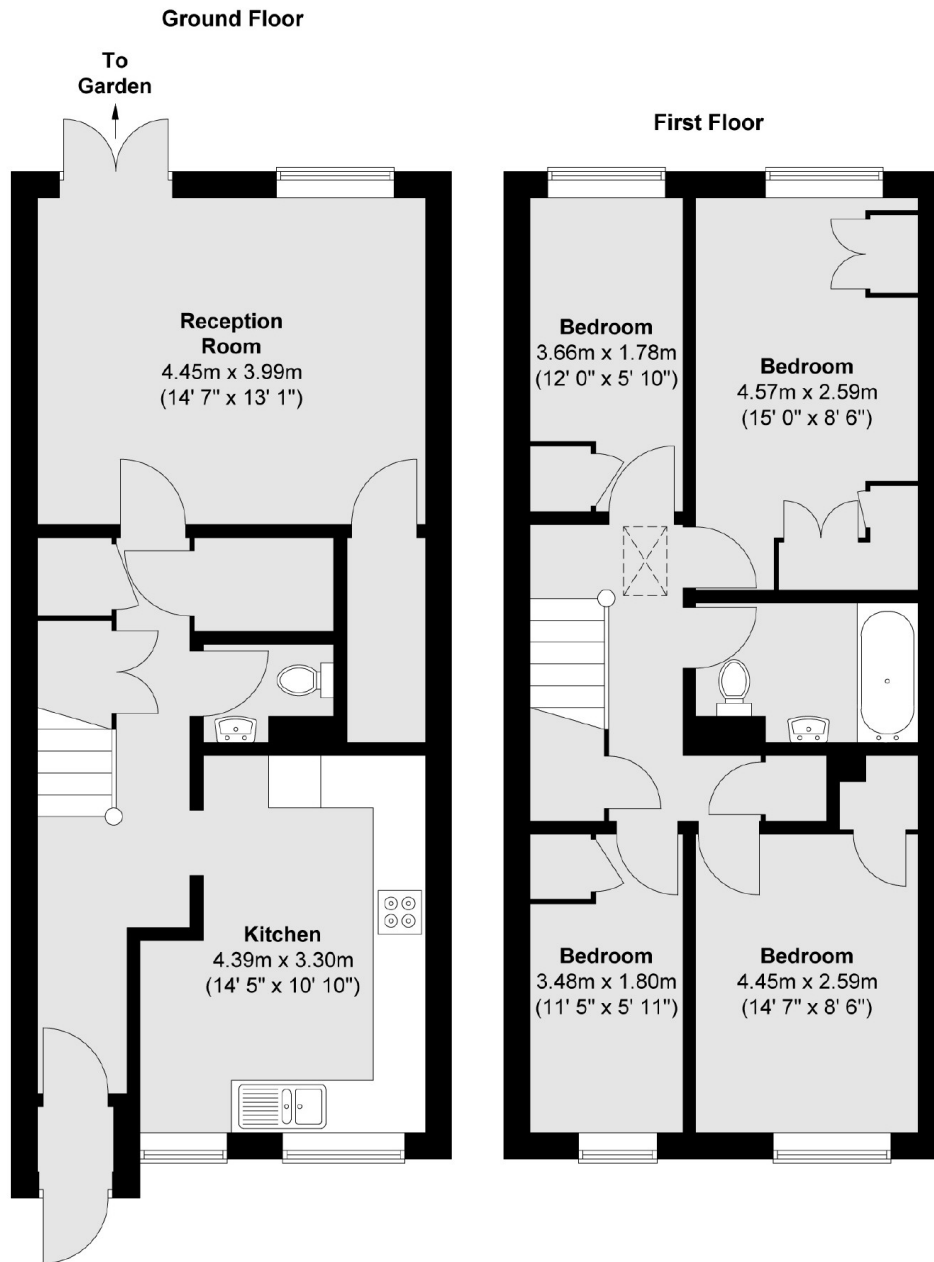 Ground Floor
To
Garden
Reception
Room
4.45m x 3.99m
(14' 7" x 13' 1")
Kitchen
4.39m x 3.30m
(14' 5" x 10' 10")
First Floor
Bedroom
3.66m x 1.78m
(12' 0" x 5' 10")
Bedroom
4.57m x 2.59m
(15' 0" x 8' 6")
Bedroom
3.48m x 1.80m
(11' 5" x 5' 11")
Bedroom
4.45m x 2.59m
(14' 7" x 8' 6")